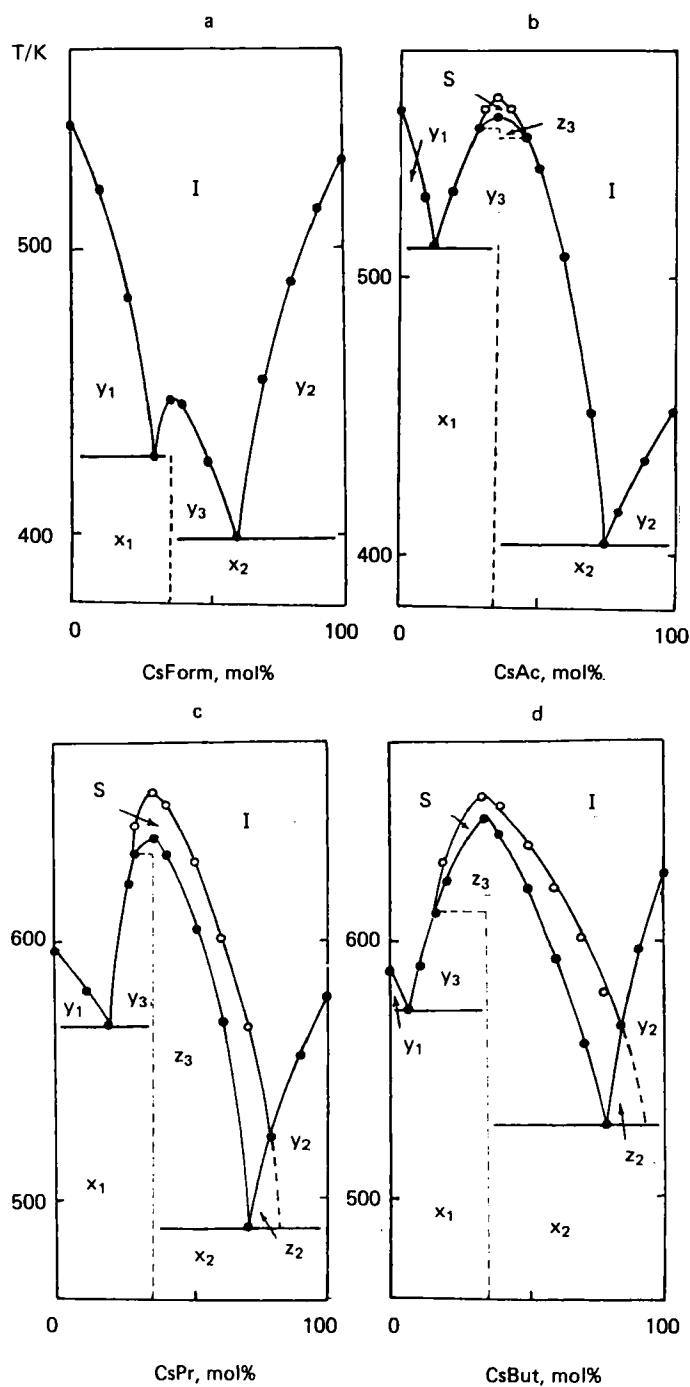 a
T/K
500
400
I
y1
y2
y3
x1
x2
0
100
CsForm, mol%
b
S
z3
y1
y3
I
500
x1
400
y2
x2
0
100
CsAc, mol%.
c
S
I
600
y1
y3
z3
y2
x1
500
x2
z2
0
100
CsPr, mol%
d
S
I
z3
600
y3
y1
y2
z2
500
x1
x2
0
100
CsBut, mol%